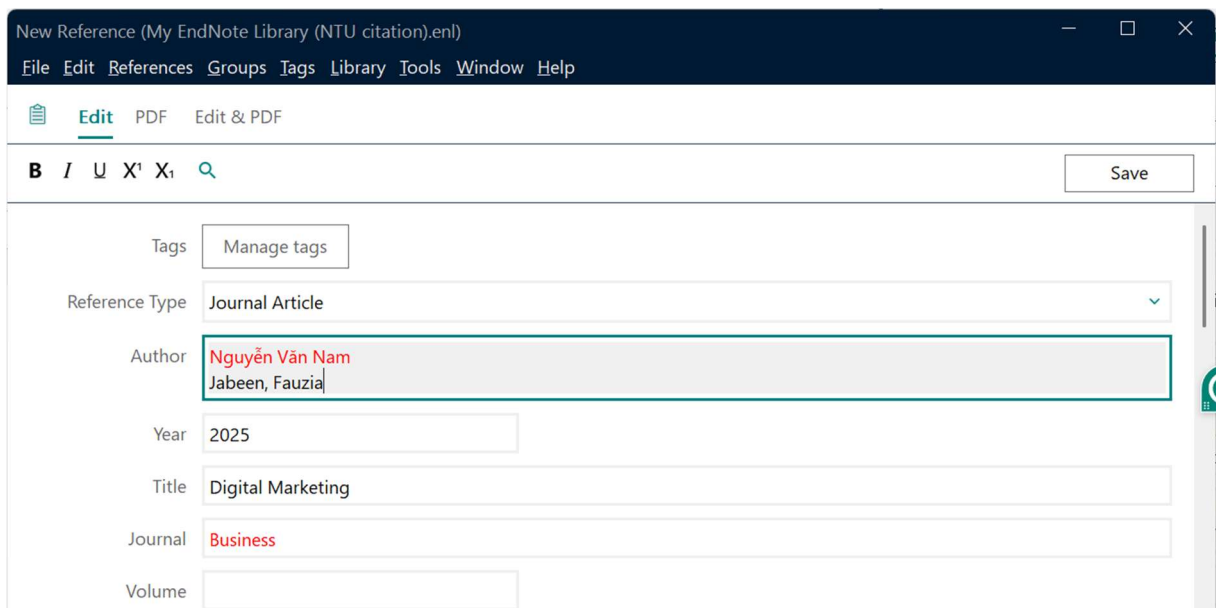 New Reference (My EndNote Library (NTU citation).enl)
File Edit References Groups Tags Library Tools Window Help
Edit PDF Edit & PDF
B I U X¹ X₁
Save
Tags Manage tags
Reference Type Journal Article
Author Nguyễn Văn Nam
Jabeen, Fauzia
Year 2025
Title Digital Marketing
Journal Business
Volume